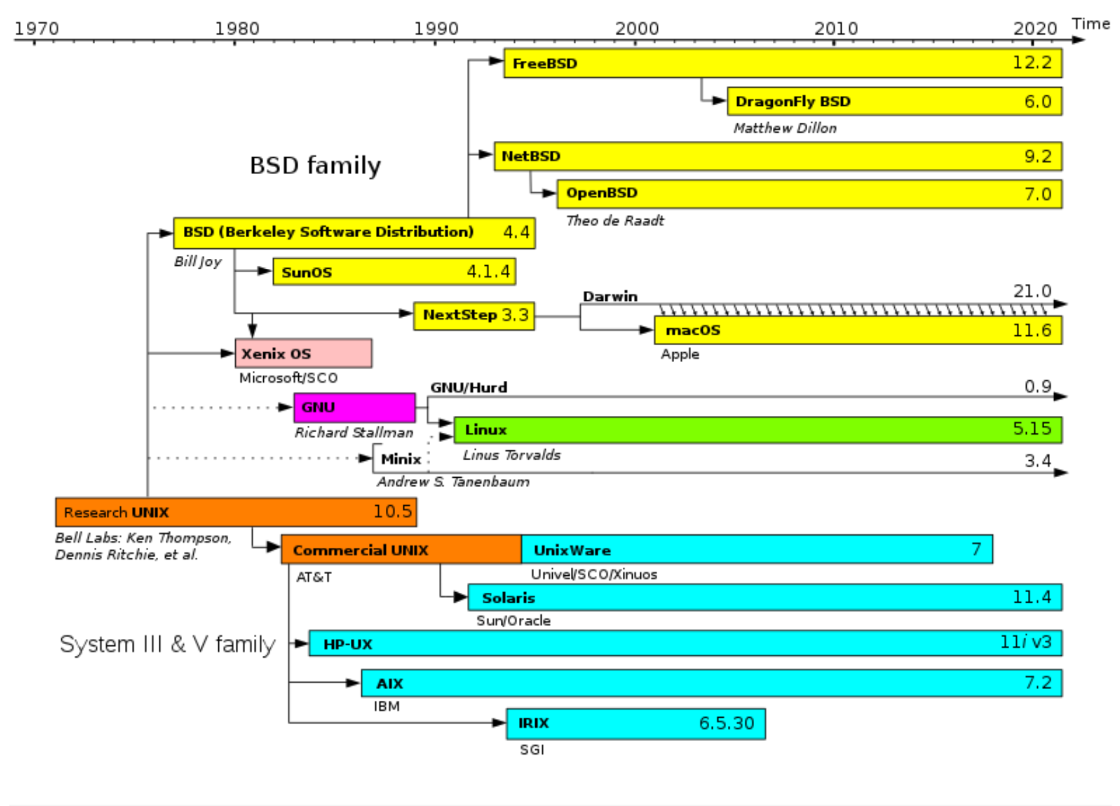 1970 1980 1990 2000 2010 2020 Time
FreeBSD 12.2
DragonFly BSD 6.0
Matthew Dillon
BSD family
NetBSD 9.2
OpenBSD 7.0
Theo de Raadt
BSD (Berkeley Software Distribution) 4.4
Bill Joy
SunOS 4.1.4
Darwin 21.0
NextStep 3.3
macOS 11.6
Apple
Xenix OS
Microsoft/SCO
GNU/Hurd 0.9
GNU
Richard Stallman
Linux 5.15
Linus Torvalds
Minix 3.4
Andrew S. Tanenbaum
Research UNIX 10.5
Bell Labs: Ken Thompson,
Dennis Ritchie, et al.
Commercial UNIX
AT&T
UnixWare 7
Univel/SCO/Xinuos
Solaris 11.4
Sun/Oracle
System III & V family
HP-UX 11i v3
AIX 7.2
IBM
IRIX 6.5.30
SGI